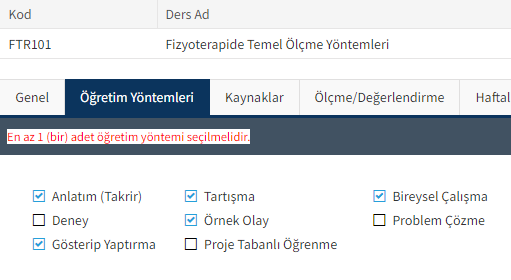 Kod Ders Ad
FTR101 Fizyoterapide Temel Ölçme Yöntemleri
Genel Öğretim Yöntemleri Kaynaklar Ölçme/Değerlendirme Haftal
En az 1 (bir) adet öğretim yöntemi seçilmelidir.
Anlatım (Takrir) Tartışma Bireysel Çalışma
Deney Örnek Olay Problem Çözme
Gösterip Yaptırma Proje Tabanlı Öğrenme